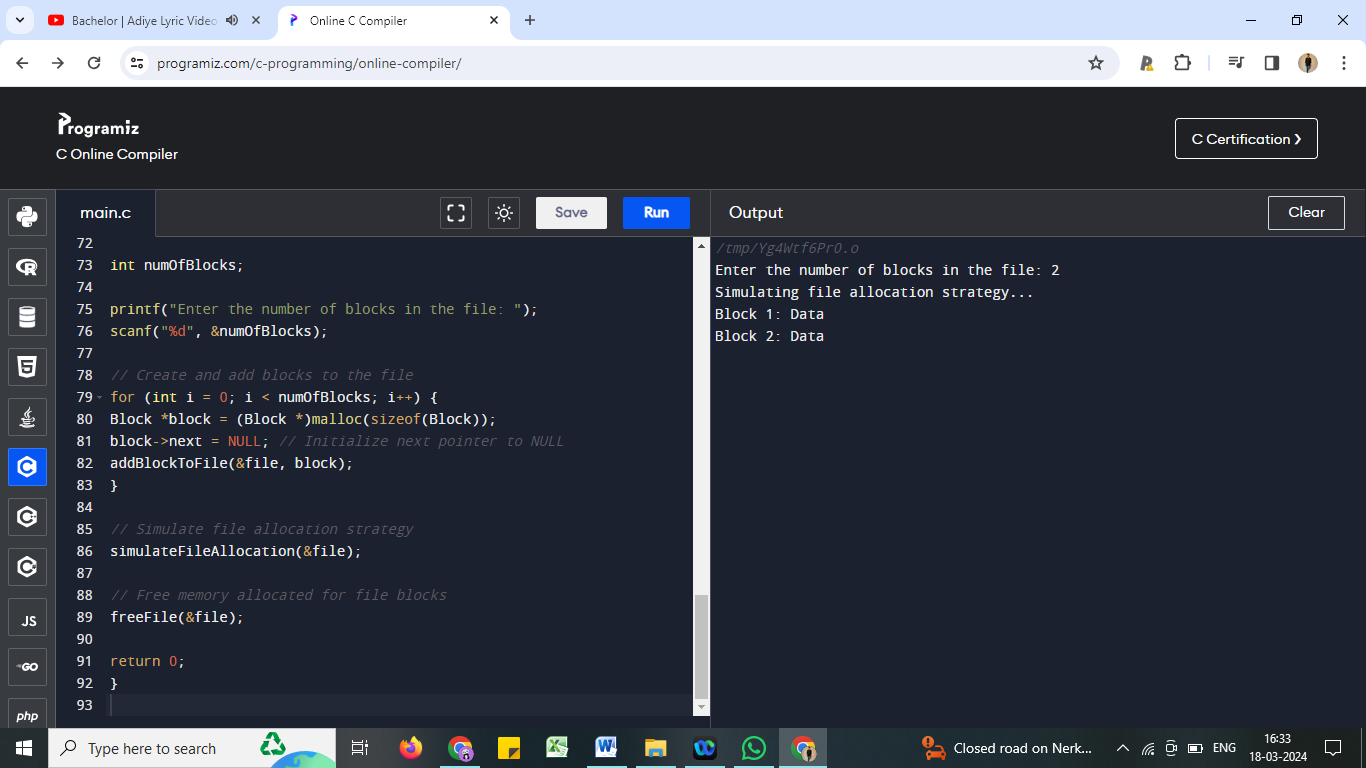 Bachelor | Adiye Lyric Video
Online C Compiler
programiz.com/c-programming/online-compiler/
Programiz
C Online Compiler
C Certification
main.c
Save
Run
Output
Clear
72
73 int numOfBlocks;
74
75 printf("Enter the number of blocks in the file: ");
76 scanf("%d", &numOfBlocks);
77
78 // Create and add blocks to the file
79 for (int i = 0; i < numOfBlocks; i++) {
80 Block *block = (Block *)malloc(sizeof(Block));
81 block->next = NULL; // Initialize next pointer to NULL
82 addBlockToFile(&file, block);
83 }
84
85 // Simulate file allocation strategy
86 simulateFileAllocation(&file);
87
88 // Free memory allocated for file blocks
89 freeFile(&file);
90
91 return 0;
92 }
93
/tmp/Yg4Wtf6Pr0.o
Enter the number of blocks in the file: 2
Simulating file allocation strategy...
Block 1: Data
Block 2: Data
JS
GO
php
Type here to search
Closed road on Nerk...
ENG
16:33
18-03-2024